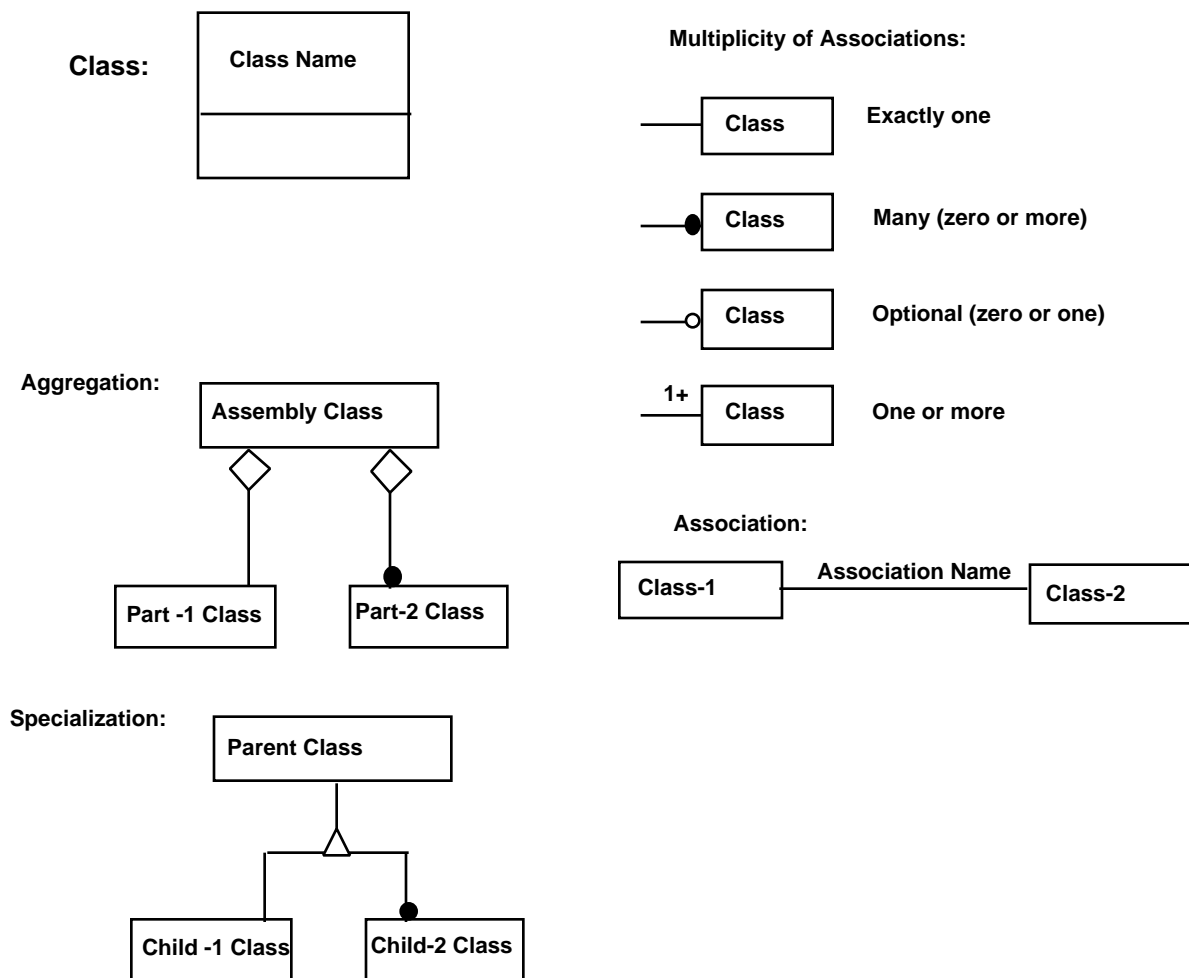 Class:
Class Name
Multiplicity of Associations:
Class
Exactly one
Class
Many (zero or more)
Class
Optional (zero or one)
1+
Class
One or more
Aggregation:
Assembly Class
Part -1 Class
Part-2 Class
Association:
Class-1
Association Name
Class-2
Specialization:
Parent Class
Child -1 Class
Child-2 Class